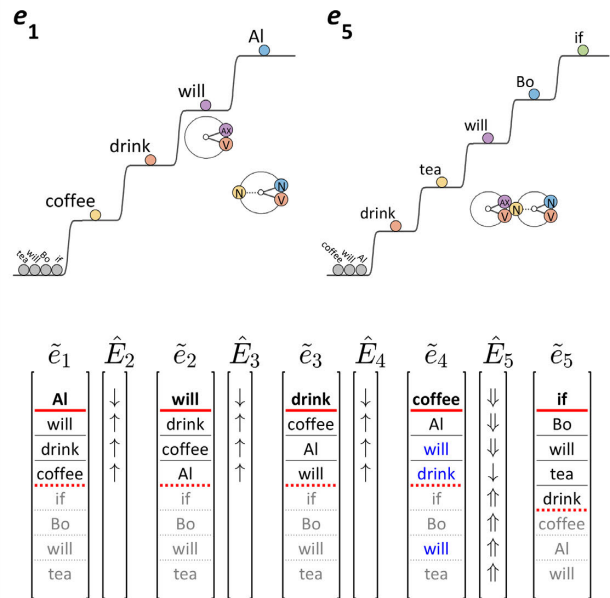 e₁
Al
will
AX
V
drink
N N
V
coffee
tea will Bo if
e₅
if
Bo
will
tea
AX N
V N V
drink
coffee will Al
ẽ₁ Ê₂ ẽ₂ Ê₃ ẽ₃ Ê₄ ẽ₄ Ê₅ ẽ₅
Al ↓ will ↓ drink ↓ coffee ⇓ if
will ↑ drink ↑ coffee ↑ Al ⇓ Bo
drink ↑ coffee ↑ Al ↑ will ⇓ will
coffee ↑ Al ↑ will ↑ drink ↓ tea
if if if if ⇑ drink
Bo Bo Bo Bo ⇑ coffee
will will will will ⇑ Al
tea tea tea tea ⇑ will